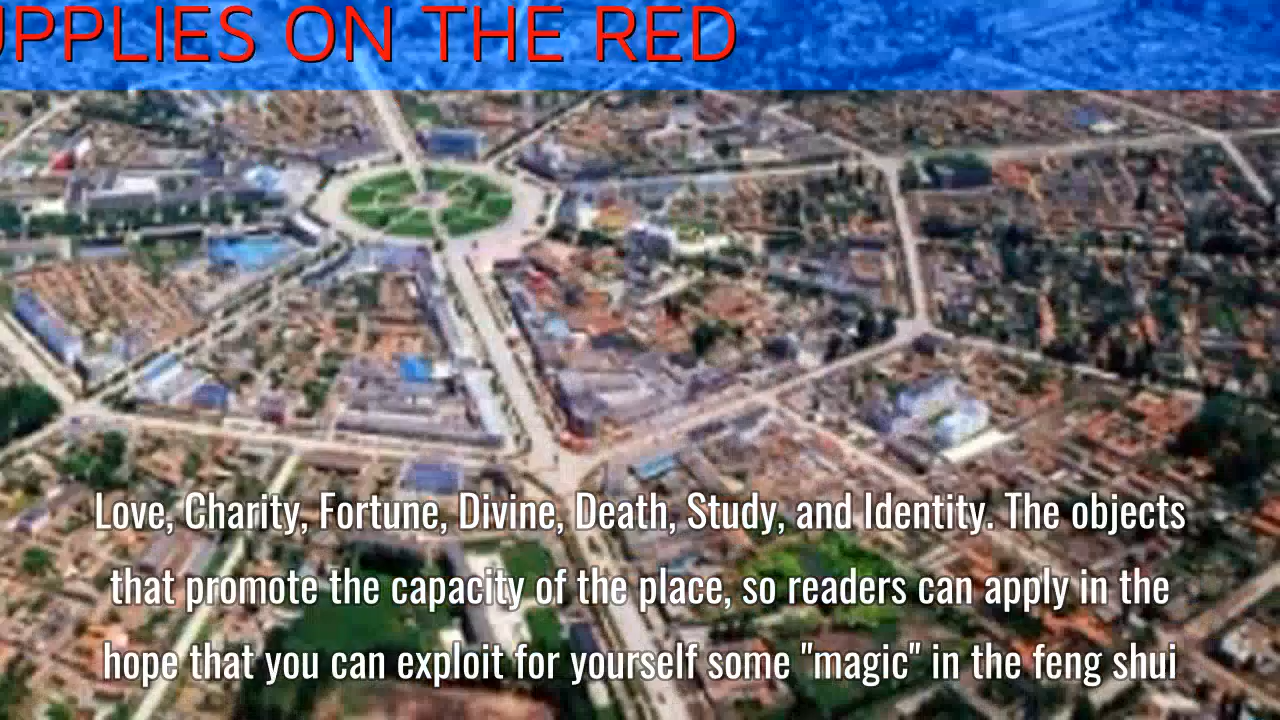 UPPLIES ON THE RED
Love, Charity, Fortune, Divine, Death, Study, and Identity. The objects
that promote the capacity of the place, so readers can apply in the
hope that you can exploit for yourself some "magic" in the feng shui